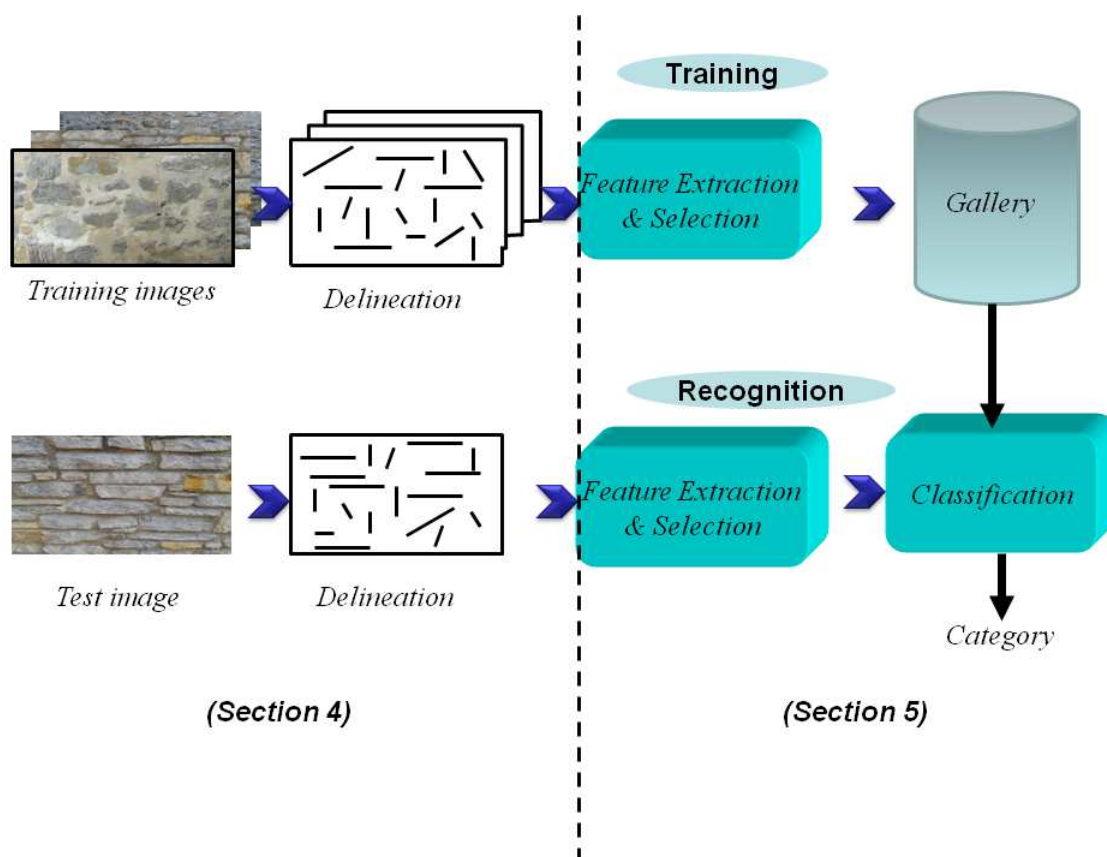 Training
Feature Extraction
& Selection
Gallery
Training images
Delineation
Recognition
Feature Extraction
& Selection
Classification
Test image
Delineation
Category
(Section 4)
(Section 5)